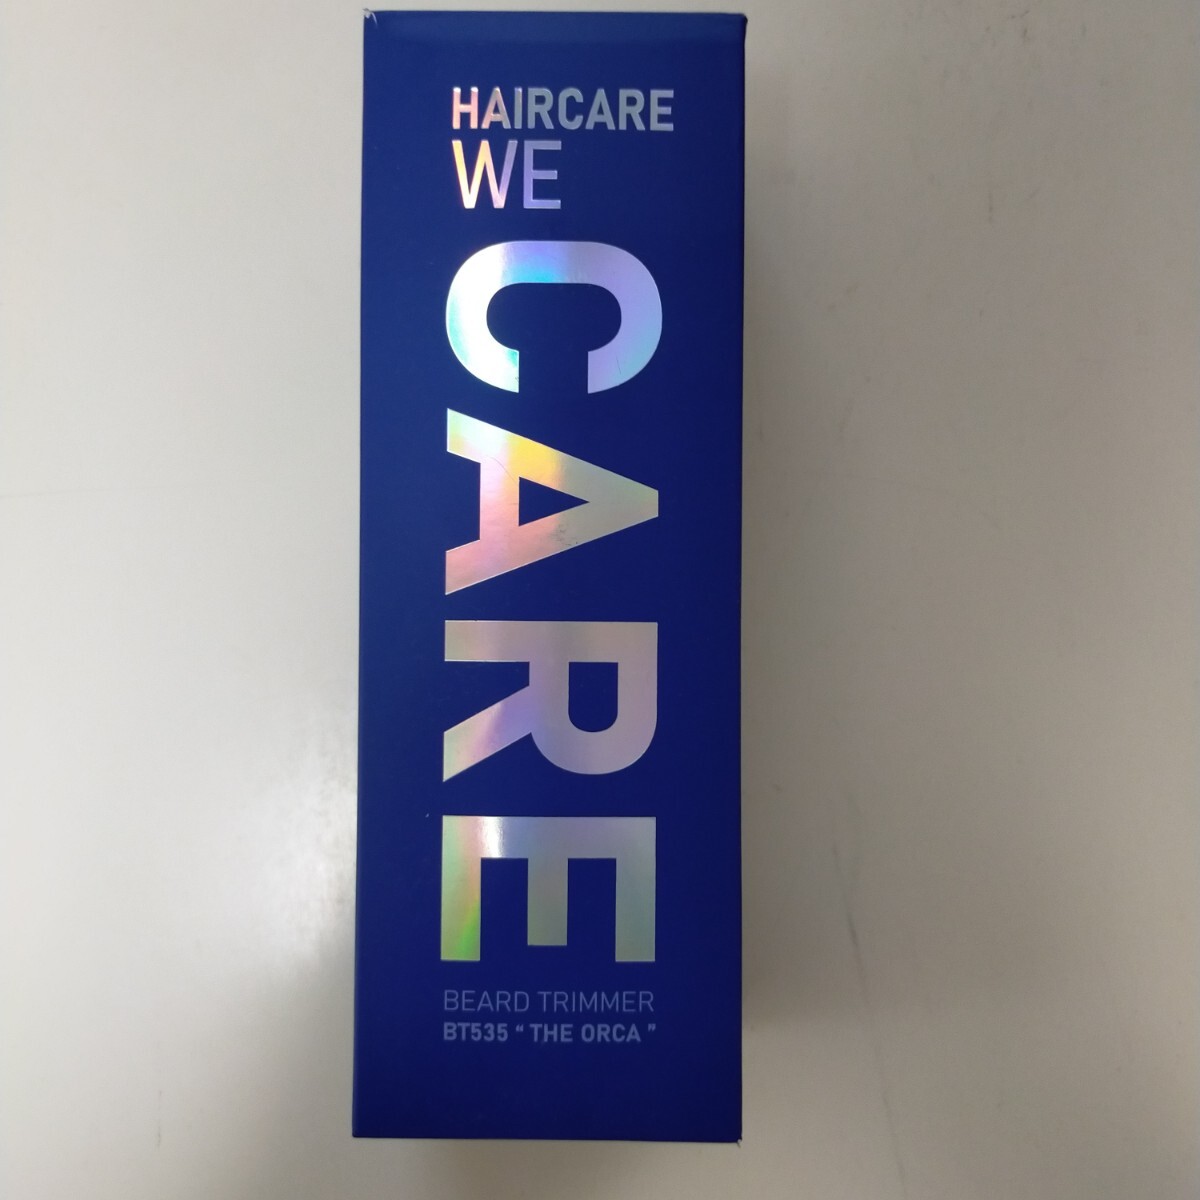 HAIRCARE
WE
CARE
BEARD TRIMMER
BT535 “ THE ORCA ”